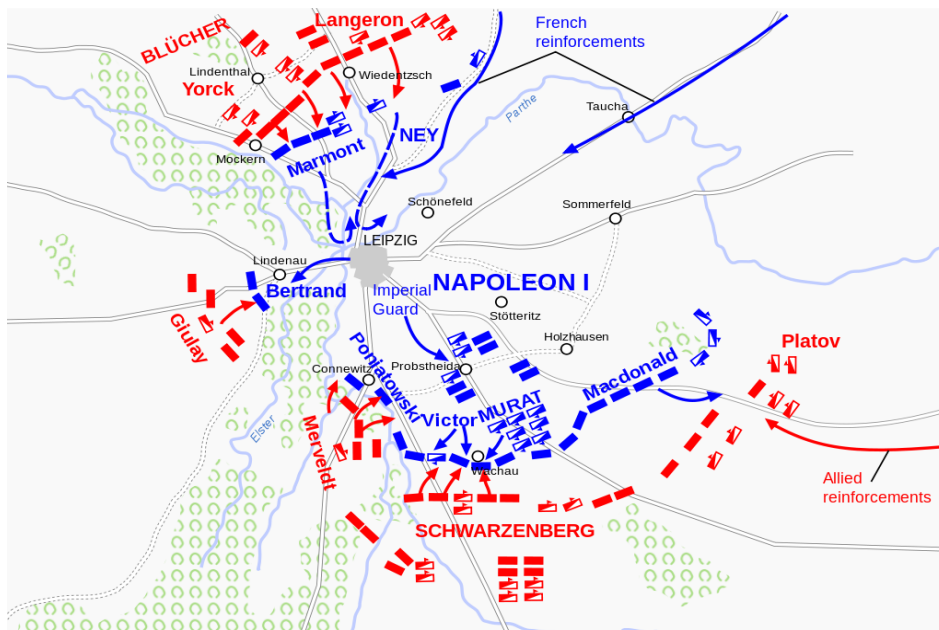 French
reinforcements
Langeron
BLÜCHER
Lindenthal
Wiedentzsch
Yorck
Parthe
Taucha
NEY
Marmont
Mockern
Schönefeld
Sommerfeld
LEIPZIG
Lindenau
Bertrand
Imperial
Guard
NAPOLEON I
Stötteritz
Giulay
Holzhausen
Platov
Poniatowski
Connewitz
Probstheida
Macdonald
Elster
Merveldt
Victor
MURAT
Wachau
Allied
reinforcements
SCHWARZENBERG